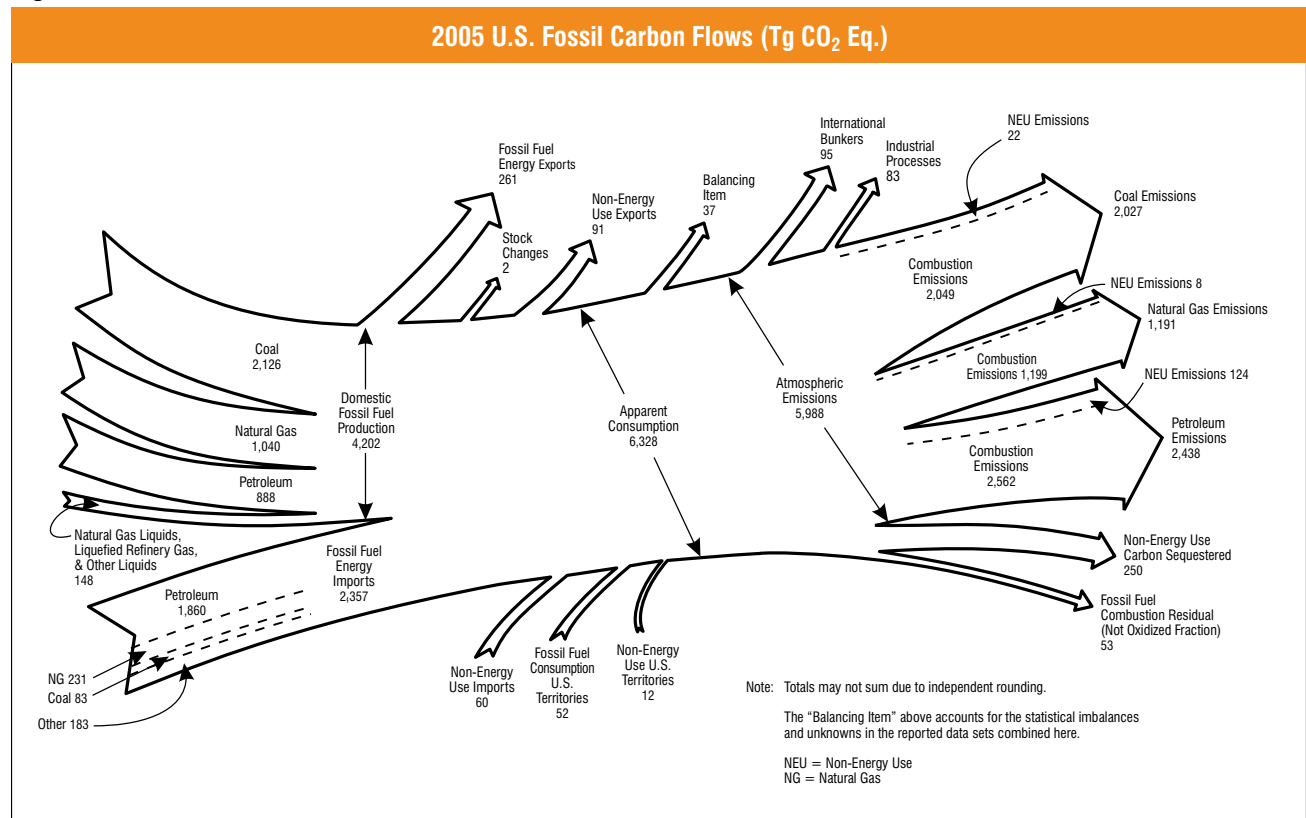 2005 U.S. Fossil Carbon Flows (Tg CO₂ Eq.)
Fossil Fuel
Energy Exports
261
Stock
Changes
2
Non-Energy
Use Exports
91
Balancing
Item
37
International
Bunkers
95
Industrial
Processes
83
NEU Emissions
22
Coal Emissions
2,027
Combustion
Emissions
2,049
NEU Emissions 8
Natural Gas Emissions
1,191
Combustion
Emissions 1,199
NEU Emissions 124
Petroleum
Emissions
2,438
Combustion
Emissions
2,562
Coal
2,126
Natural Gas
1,040
Petroleum
888
Domestic
Fossil Fuel
Production
4,202
Apparent
Consumption
6,328
Atmospheric
Emissions
5,988
Natural Gas Liquids,
Liquefied Refinery Gas,
& Other Liquids
148
Petroleum
1,860
Fossil Fuel
Energy
Imports
2,357
NG 231
Coal 83
Other 183
Non-Energy
Use Imports
60
Fossil Fuel
Consumption
U.S.
Territories
52
Non-Energy
Use U.S.
Territories
12
Non-Energy Use
Carbon Sequestered
250
Fossil Fuel
Combustion Residual
(Not Oxidized Fraction)
53
Note: Totals may not sum due to independent rounding.
The “Balancing Item” above accounts for the statistical imbalances
and unknowns in the reported data sets combined here.
NEU = Non-Energy Use
NG = Natural Gas